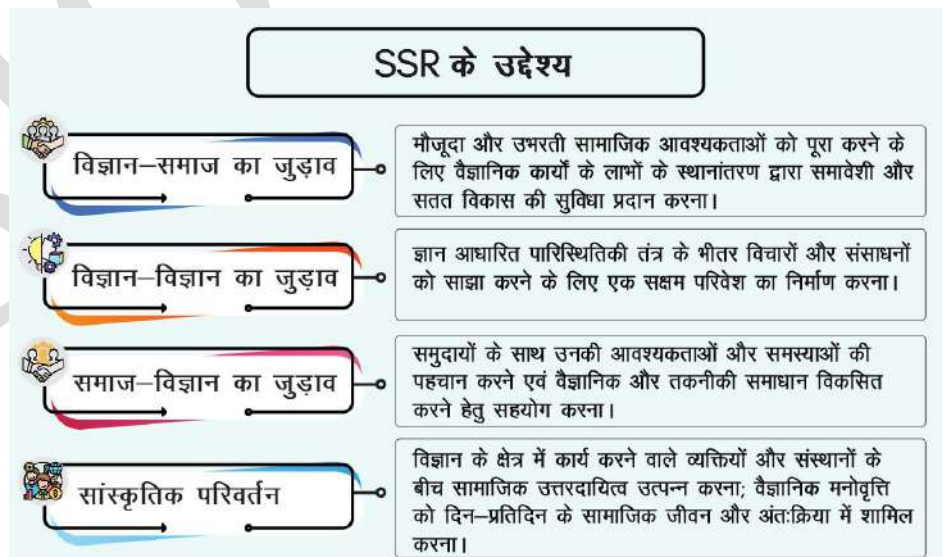 SSR के उद्देश्य
विज्ञान–समाज का जुड़ाव
मौजूदा और उभरती सामाजिक आवश्यकताओं को पूरा करने के
लिए वैज्ञानिक कार्यों के लाभों के स्थानांतरण द्वारा समावेशी और
सतत विकास की सुविधा प्रदान करना।
विज्ञान–विज्ञान का जुड़ाव
ज्ञान आधारित पारिस्थितिकी तंत्र के भीतर विचारों और संसाधनों
को साझा करने के लिए एक सक्षम परिवेश का निर्माण करना।
समाज–विज्ञान का जुड़ाव
समुदायों के साथ उनकी आवश्यकताओं और समस्याओं की
पहचान करने एवं वैज्ञानिक और तकनीकी समाधान विकसित
करने हेतु सहयोग करना।
सांस्कृतिक परिवर्तन
विज्ञान के क्षेत्र में कार्य करने वाले व्यक्तियों और संस्थानों के
बीच सामाजिक उत्तरदायित्व उत्पन्न करना; वैज्ञानिक मनोवृत्ति
को दिन–प्रतिदिन के सामाजिक जीवन और अंतःक्रिया में शामिल
करना।